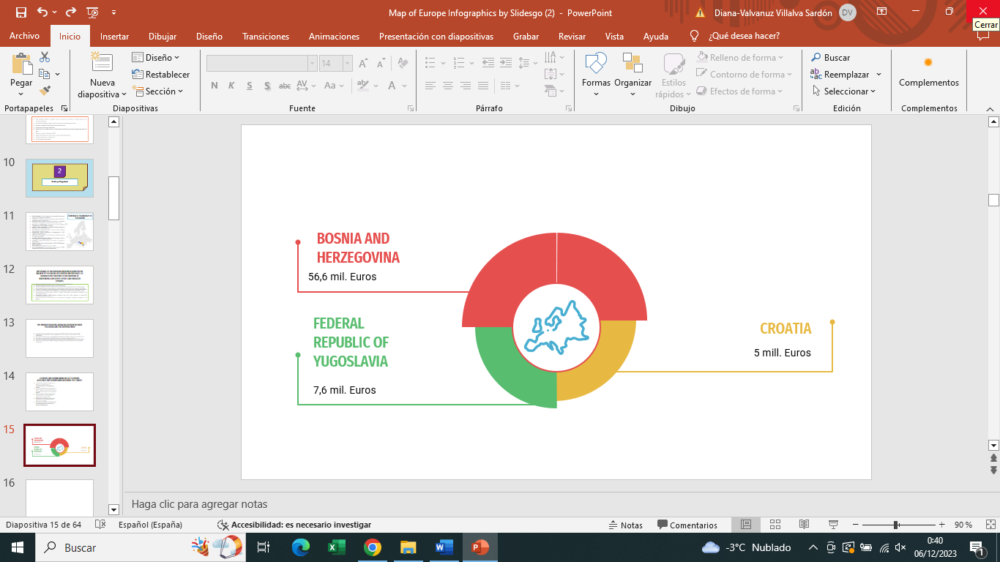 Map of Europe Infographics by Slidesgo (2) - PowerPoint
Diana-Valvanuz Villalva Sardón
DV
Cerrar
Archivo
Inicio
Insertar
Dibujar
Diseño
Transiciones
Animaciones
Presentación con diapositivas
Grabar
Revisar
Vista
Ayuda
¿Qué desea hacer?
Pegar
Portapapeles
Nueva
diapositiva
Diseño
Restablecer
Sección
Diapositivas
14
N K S S abc AV Aa A
Fuente
Párrafo
Formas
Organizar
Estilos
rápidos
Relleno de forma
Contorno de forma
Efectos de forma
Dibujo
Buscar
Reemplazar
Seleccionar
Edición
Complementos
Complementos
10
2
11
12
13
14
15
16
BOSNIA AND
HERZEGOVINA
56,6 mil. Euros
FEDERAL
REPUBLIC OF
YUGOSLAVIA
7,6 mil. Euros
CROATIA
5 mill. Euros
Haga clic para agregar notas
Diapositiva 15 de 64
Español (España)
Accesibilidad: es necesario investigar
Notas
Comentarios
90 %
Buscar
-3°C Nublado
0:40
06/12/2023
1